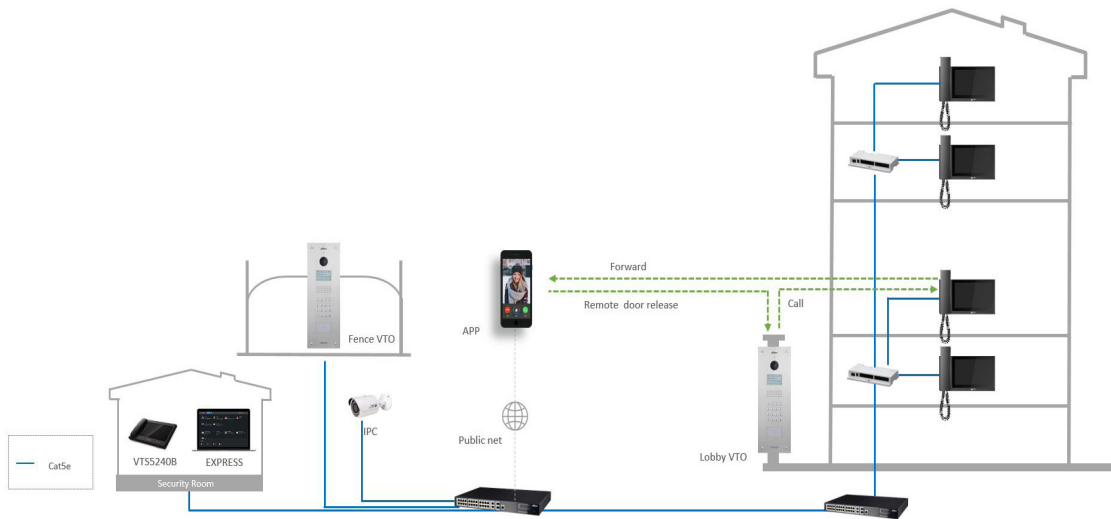 Forward
Remote door release
Call
Fence VTO
APP
IPC
Public net
Lobby VTO
VTS5240B
EXPRESS
Security Room
Cat5e